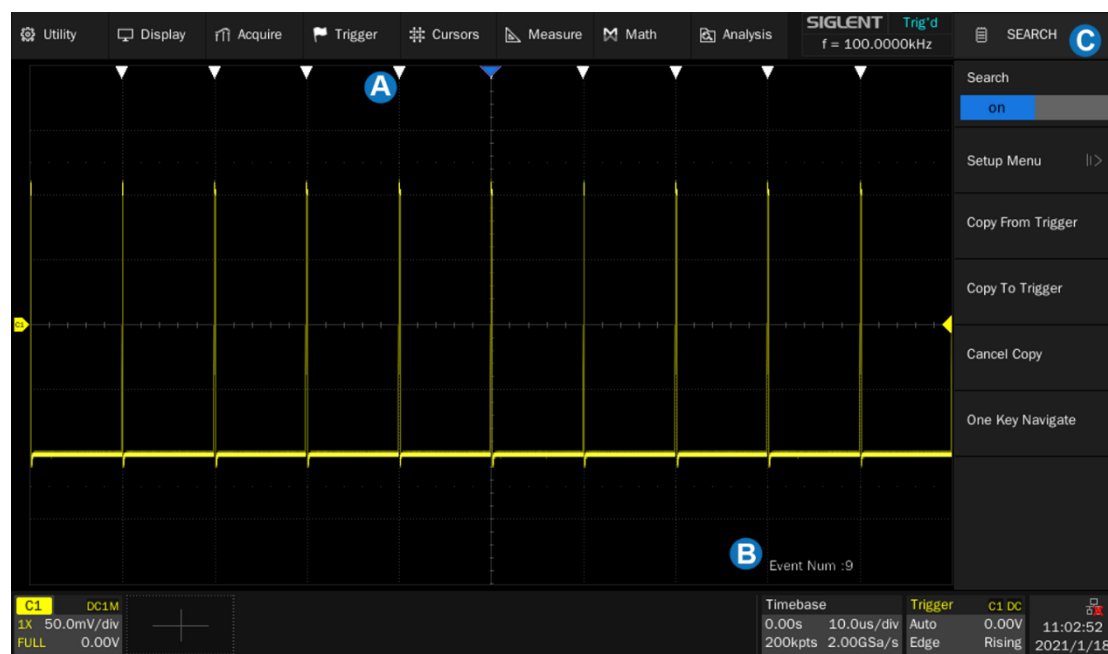 Utility Display Acquire Trigger Cursors Measure Math Analysis SIGLENT Trig'd
f = 100.0000kHz
SEARCH C
A
Search
on
Setup Menu
Copy From Trigger
Copy To Trigger
C1
Cancel Copy
One Key Navigate
B
Event Num :9
C1 DC1M
1X 50.0mV/div
FULL 0.00V
Timebase
0.00s 10.0us/div
200kpts 2.00GSa/s
Trigger C1 DC
Auto 0.00V
Edge Rising
11:02:52
2021/1/18